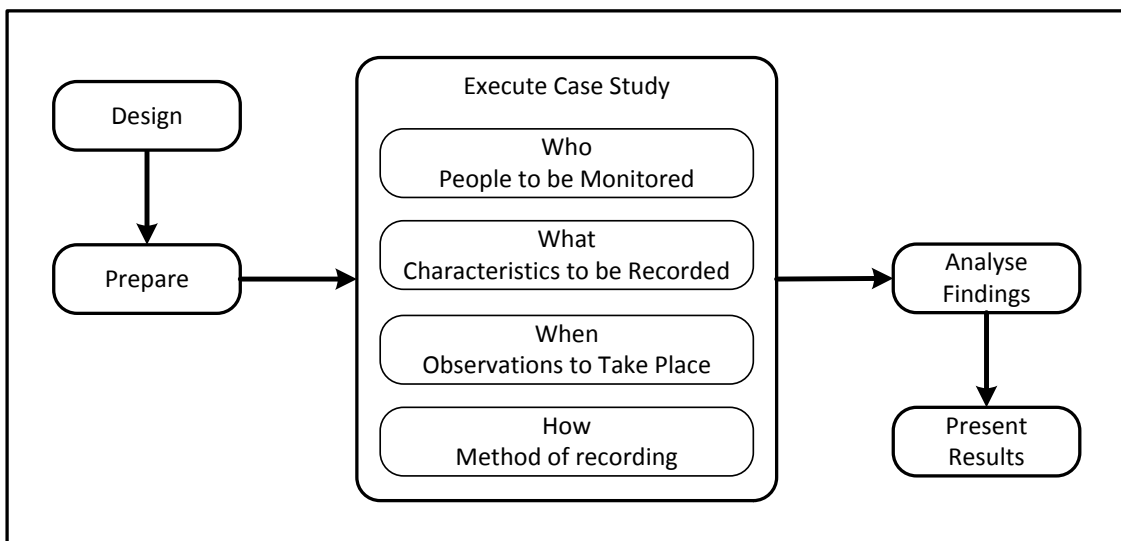 Design
Prepare
Execute Case Study
Who
People to be Monitored
What
Characteristics to be Recorded
When
Observations to Take Place
How
Method of recording
Analyse
Findings
Present
Results